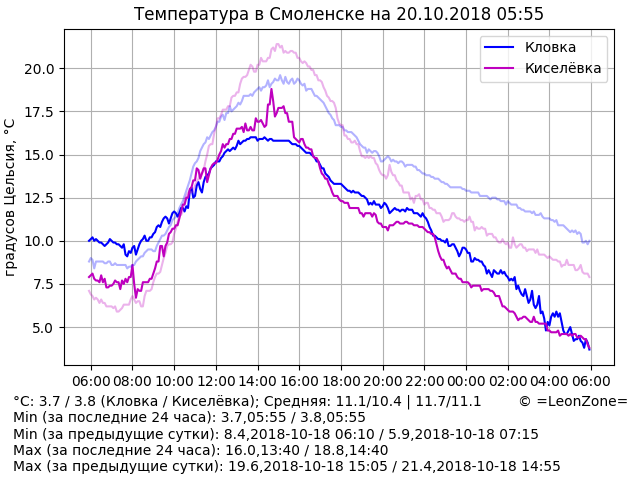 Температура в Смоленске на 20.10.2018 05:55
Кловка
Киселёвка
градусов Цельсия, °C
20.0
17.5
15.0
12.5
10.0
7.5
5.0
06:00 08:00 10:00 12:00 14:00 16:00 18:00 20:00 22:00 00:00 02:00 04:00 06:00
°C: 3.7 / 3.8 (Кловка / Киселёвка); Средняя: 11.1/10.4 | 11.7/11.1 © =LeonZone=
Min (за последние 24 часа): 3.7,05:55 / 3.8,05:55
Min (за предыдущие сутки): 8.4,2018-10-18 06:10 / 5.9,2018-10-18 07:15
Max (за последние 24 часа): 16.0,13:40 / 18.8,14:40
Max (за предыдущие сутки): 19.6,2018-10-18 15:05 / 21.4,2018-10-18 14:55